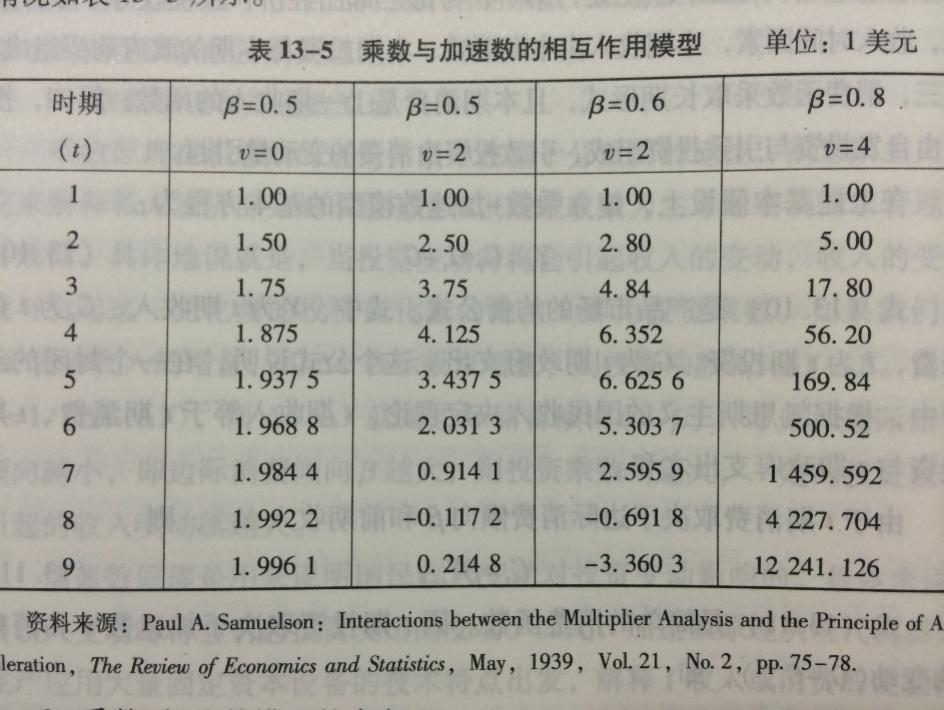 表 13-5 乘数与加速数的相互作用模型 单位：1 美元
时期 β=0.5 β=0.5 β=0.6 β=0.8
(t) v=0 v=2 v=2 v=4
1 1.00 1.00 1.00 1.00
2 1.50 2.50 2.80 5.00
3 1.75 3.75 4.84 17.80
4 1.875 4.125 6.352 56.20
5 1.937 5 3.437 5 6.625 6 169.84
6 1.968 8 2.031 3 5.303 7 500.52
7 1.984 4 0.914 1 2.595 9 1 459.592
8 1.992 2 -0.117 2 -0.691 8 4 227.704
9 1.996 1 0.214 8 -3.360 3 12 241.126
资料来源：Paul A. Samuelson：Interactions between the Multiplier Analysis and the Principle of A
leration，The Review of Economics and Statistics，May，1939，Vol. 21，No. 2，pp. 75-78.